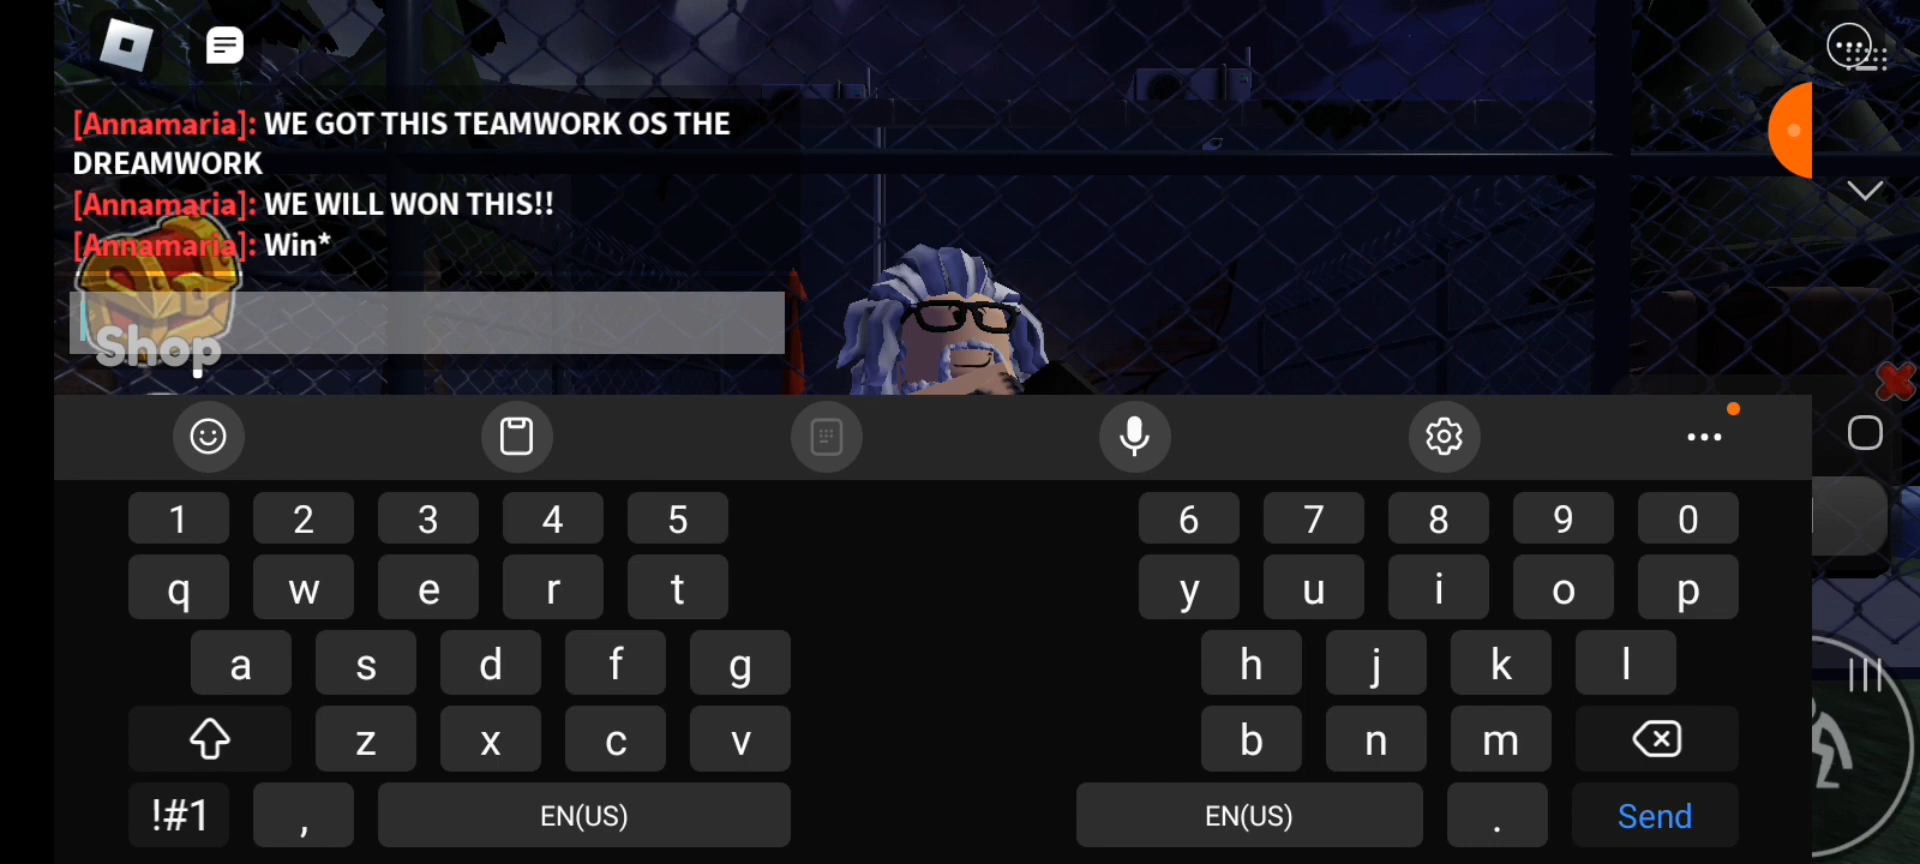 [Annamaria]: WE GOT THIS TEAMWORK OS THE
DREAMWORK
[Annamaria]: WE WILL WON THIS!!
[Annamaria]: Win*
Shop
1 2 3 4 5 6 7 8 9 0
q w e r t y u i o p
a s d f g h j k l
z x c v b n m
!#1 , EN(US) EN(US) . Send